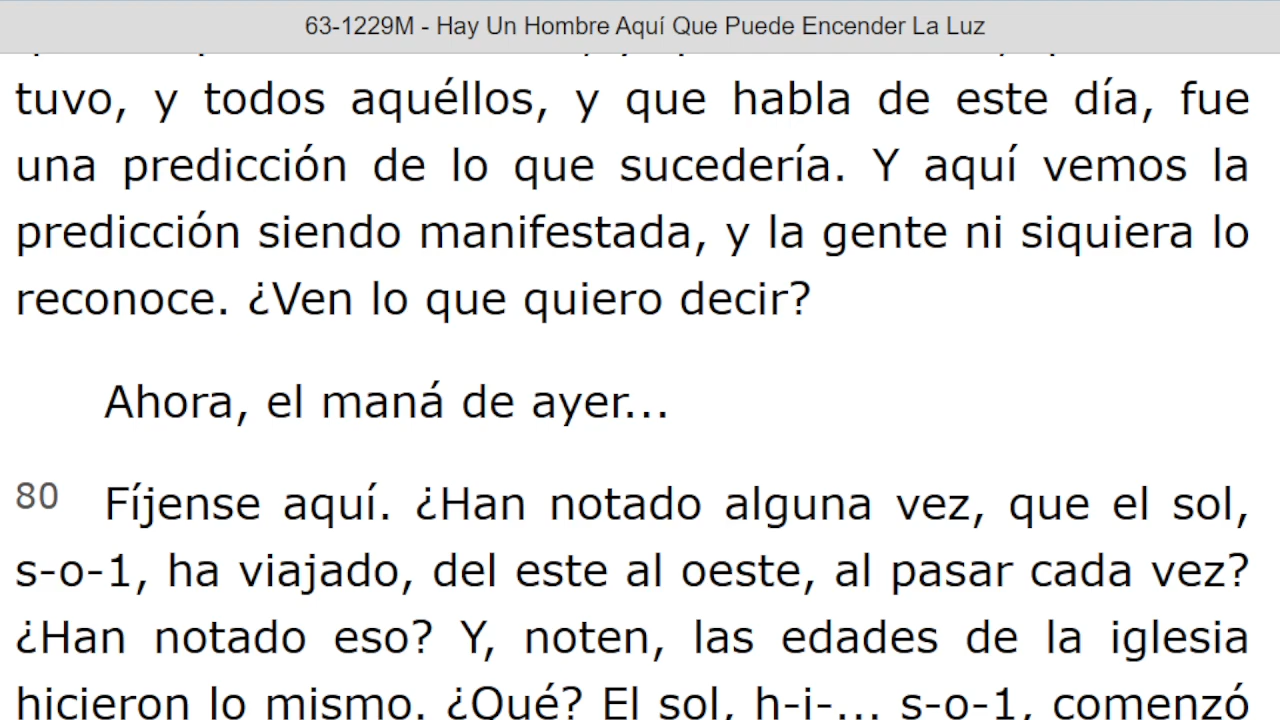 63-1229M - Hay Un Hombre Aquí Que Puede Encender La Luz
tuvo, y todos aquéllos, y que habla de este día, fue
una predicción de lo que sucedería. Y aquí vemos la
predicción siendo manifestada, y la gente ni siquiera lo
reconoce. ¿Ven lo que quiero decir?
Ahora, el maná de ayer...
80 Fíjense aquí. ¿Han notado alguna vez, que el sol,
s-o-1, ha viajado, del este al oeste, al pasar cada vez?
¿Han notado eso? Y, noten, las edades de la iglesia
hicieron lo mismo. ¿Qué? El sol, h-i-... s-o-1, comenzó